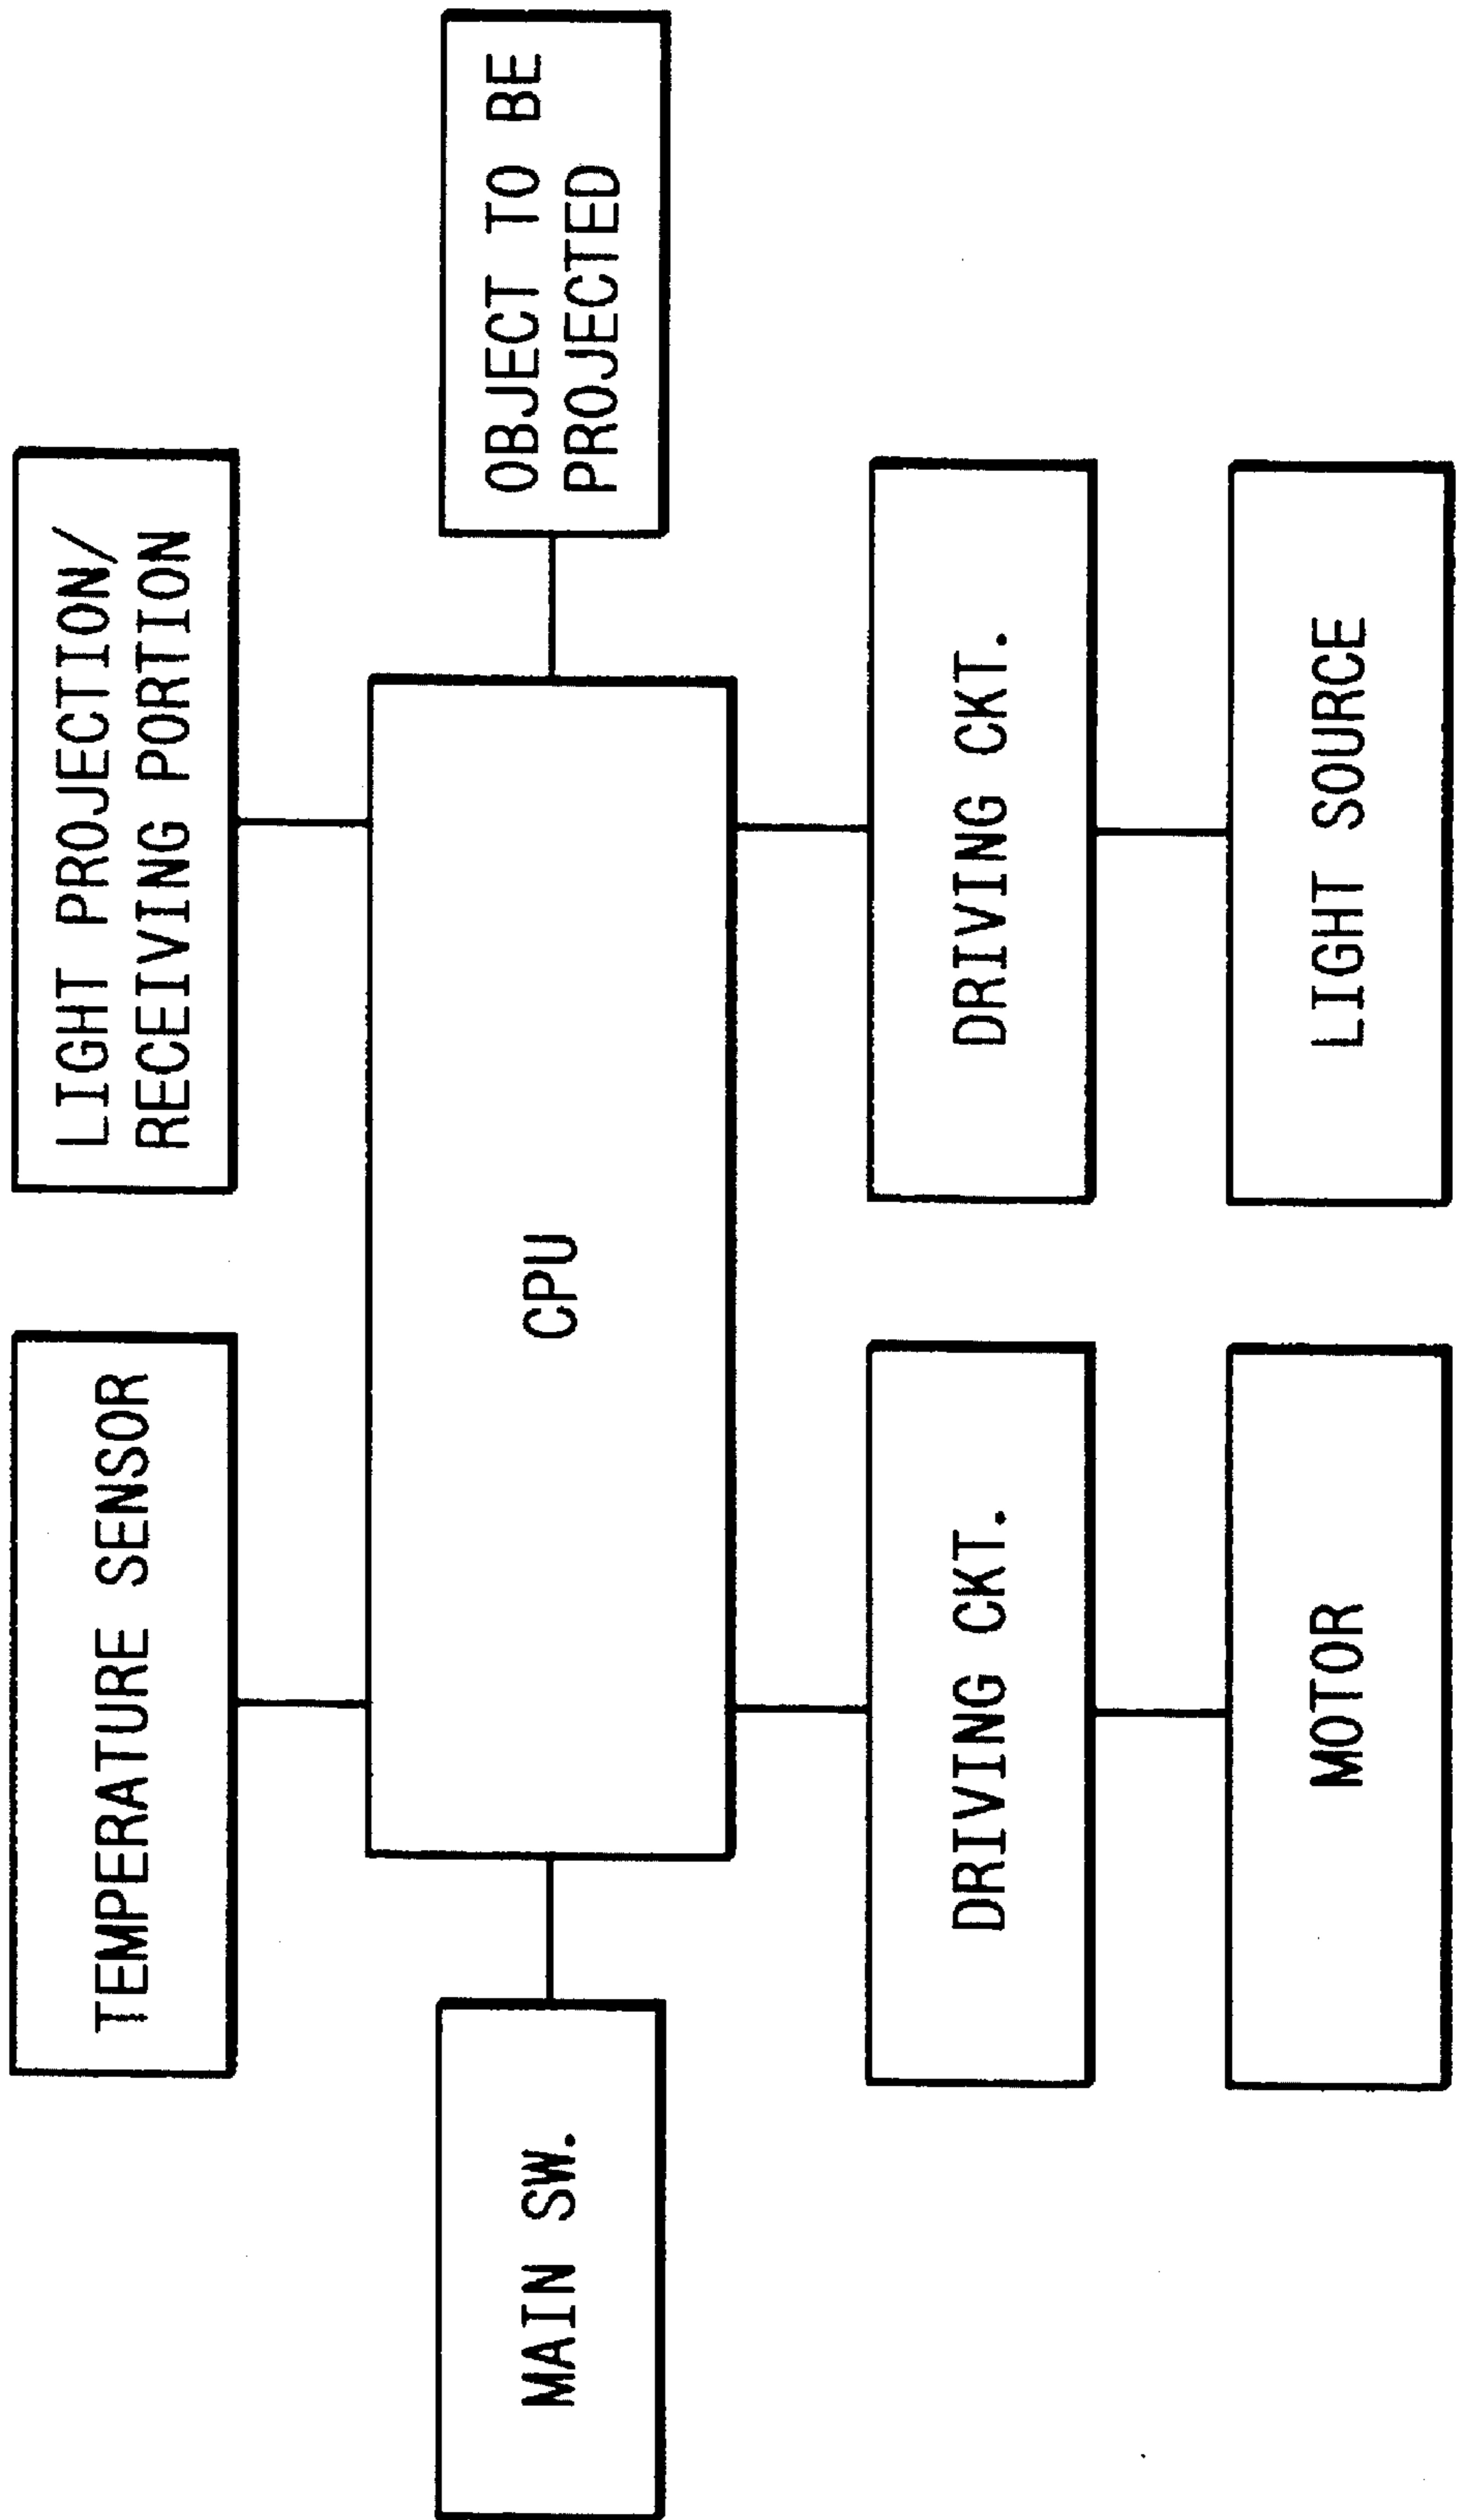 TEMPERATURE SENSOR
LIGHT PROJECTION/
RECEIVING PORTION
MAIN SW.
CPU
OBJECT TO BE
PROJECTED
DRIVING CKT.
DRIVING CKT.
MOTOR
LIGHT SOURCE